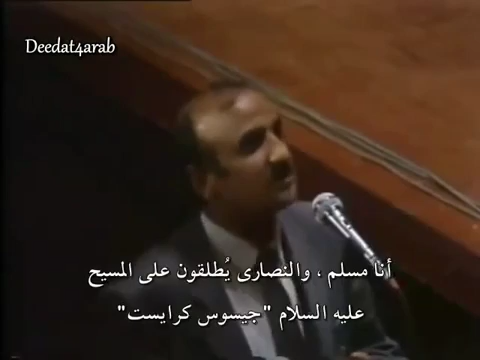 Deedat4arab
أنا مسلم ، والنصارى يُطلقون على المسيح
عليه السلام "جيسوس كرايست"